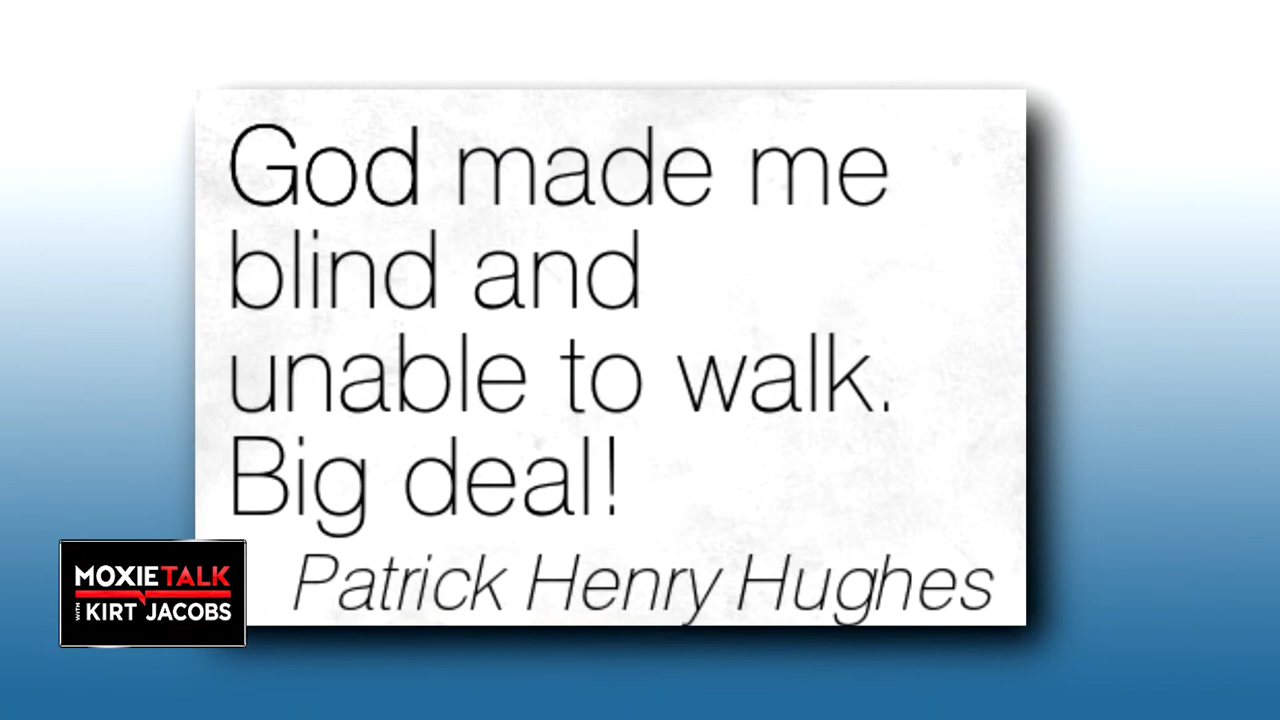 God made me
blind and
unable to walk.
Big deal!
Patrick Henry Hughes
MOXIETALK
WITH KIRT JACOBS